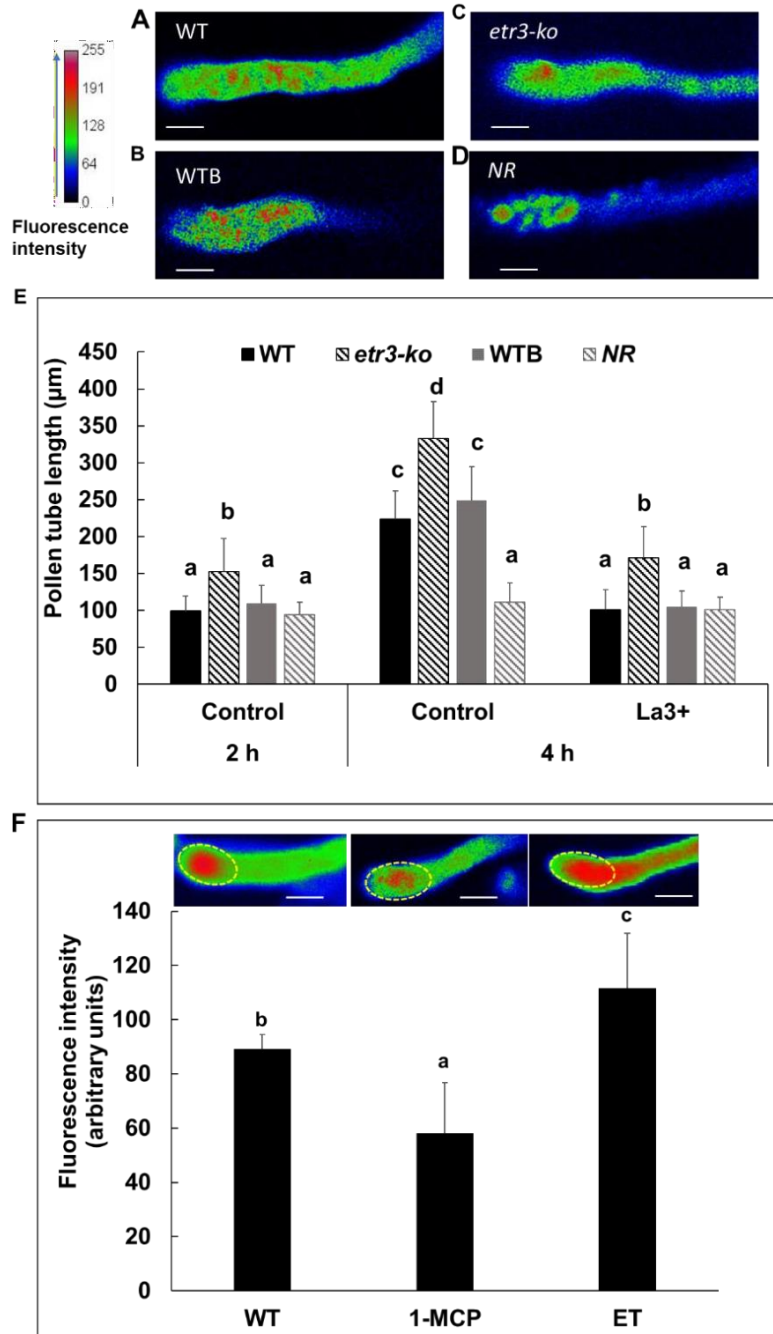 A
WT
C
etr3-ko
255
191
128
64
0
Fluorescence
intensity
B
WTB
D
NR
E
WT
etr3-ko
WTB
NR
Pollen tube length (µm)
450
400
350
300
250
200
150
100
50
0
a
b
a
a
c
d
c
a
a
b
a
a
Control
Control
La3+
2 h
4 h
F
Fluorescence intensity
(arbitrary units)
140
120
100
80
60
40
20
0
b
a
c
WT
1-MCP
ET